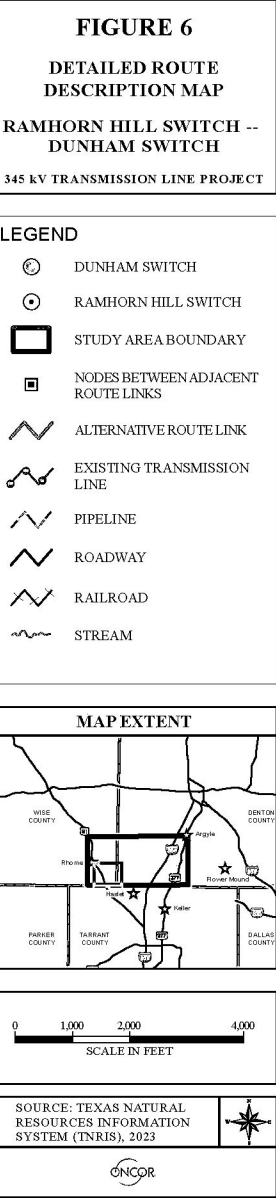 FIGURE 6
DETAILED ROUTE
DESCRIPTION MAP
RAMHORN HILL SWITCH --
DUNHAM SWITCH
345 kV TRANSMISSION LINE PROJECT
LEGEND
DUNHAM SWITCH
RAMHORN HILL SWITCH
STUDY AREA BOUNDARY
NODES BETWEEN ADJACENT
ROUTE LINKS
ALTERNATIVE ROUTE LINK
EXISTING TRANSMISSION
LINE
PIPELINE
ROADWAY
RAILROAD
STREAM
MAP EXTENT
WISE
COUNTY
DENTON
COUNTY
Argyle
Rhome
Flower Mound
Haslet
377
Keller
PARKER
COUNTY
TARRANT
COUNTY
DALLAS
COUNTY
0 1,000 2,000 4,000
SCALE IN FEET
SOURCE: TEXAS NATURAL
RESOURCES INFORMATION
SYSTEM (TNRIS), 2023
ONCOR